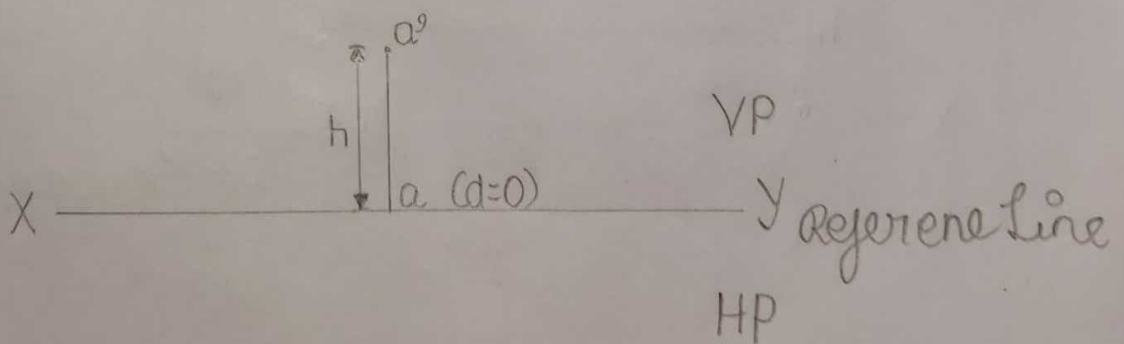 a'
VP
h
a (d=0)
X
Y Referene Line
HP